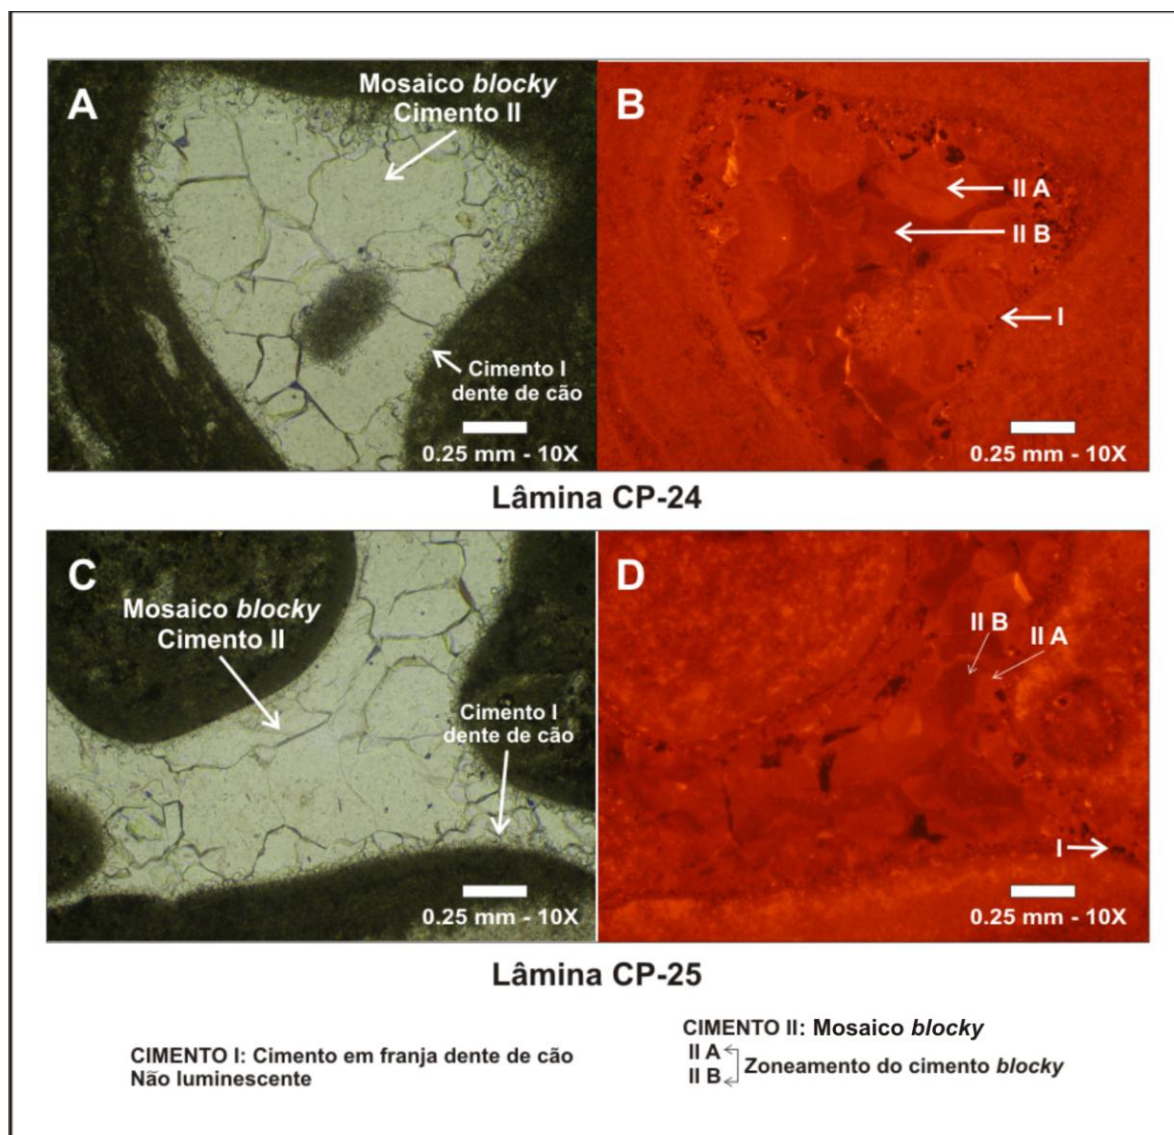 A
Mosaico blocky
Cimento II
Cimento I
dente de cão
0.25 mm - 10X
B
II A
II B
I
0.25 mm - 10X
Lâmina CP-24
C
Mosaico blocky
Cimento II
Cimento I
dente de cão
0.25 mm - 10X
D
II B
II A
I
0.25 mm - 10X
Lâmina CP-25
CIMENTO I: Cimento em franja dente de cão
Não luminescente
CIMENTO II: Mosaico blocky
II A
II B
Zoneamento do cimento blocky